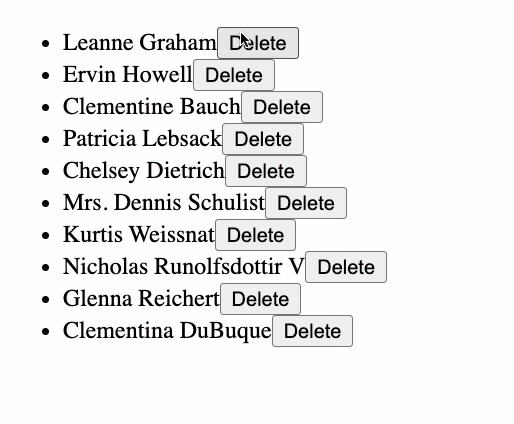 Leanne Graham Delete
Ervin Howell Delete
Clementine Bauch Delete
Patricia Lebsack Delete
Chelsey Dietrich Delete
Mrs. Dennis Schulist Delete
Kurtis Weissnat Delete
Nicholas Runolfsdottir V Delete
Glenna Reichert Delete
Clementina DuBuque Delete